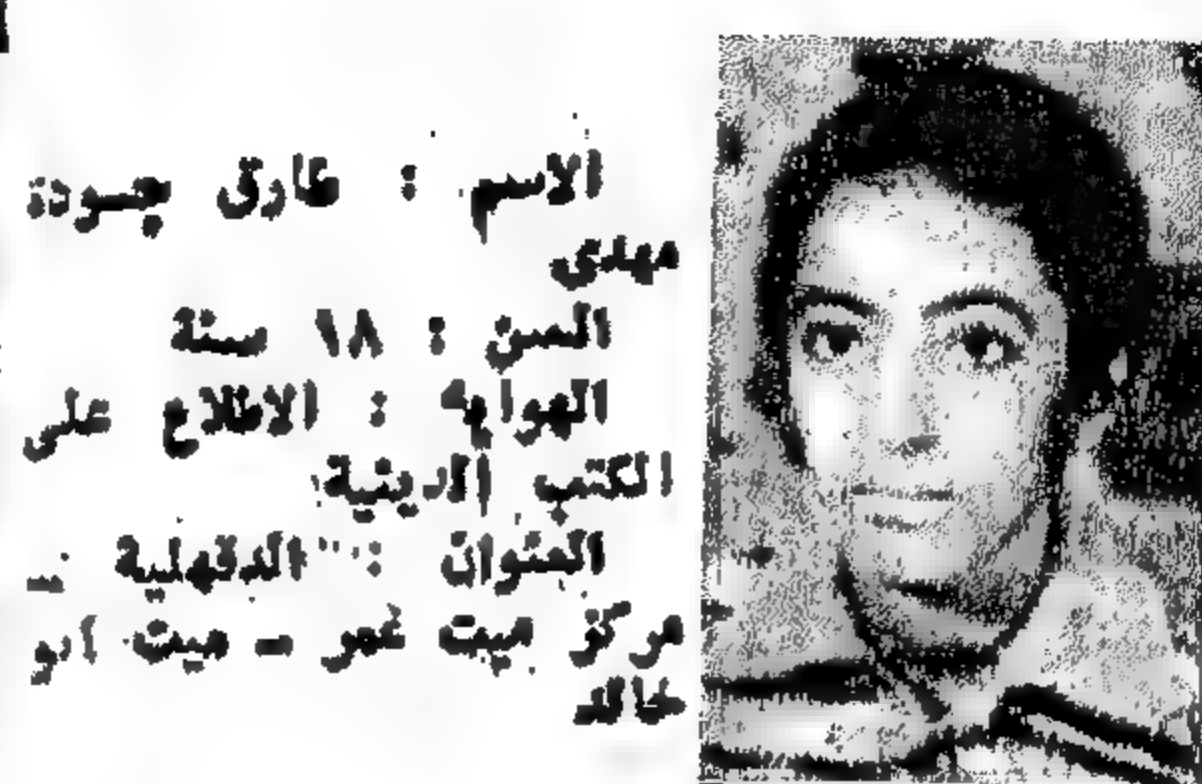 الاسم : طارق جودة
مهدى
السن : ١٨ سنة
الهواية : الاطلاع على
الكتب الدينية
العنوان : الدقهلية ـ
مركز ميت غمر ـ ميت ابو
خالد